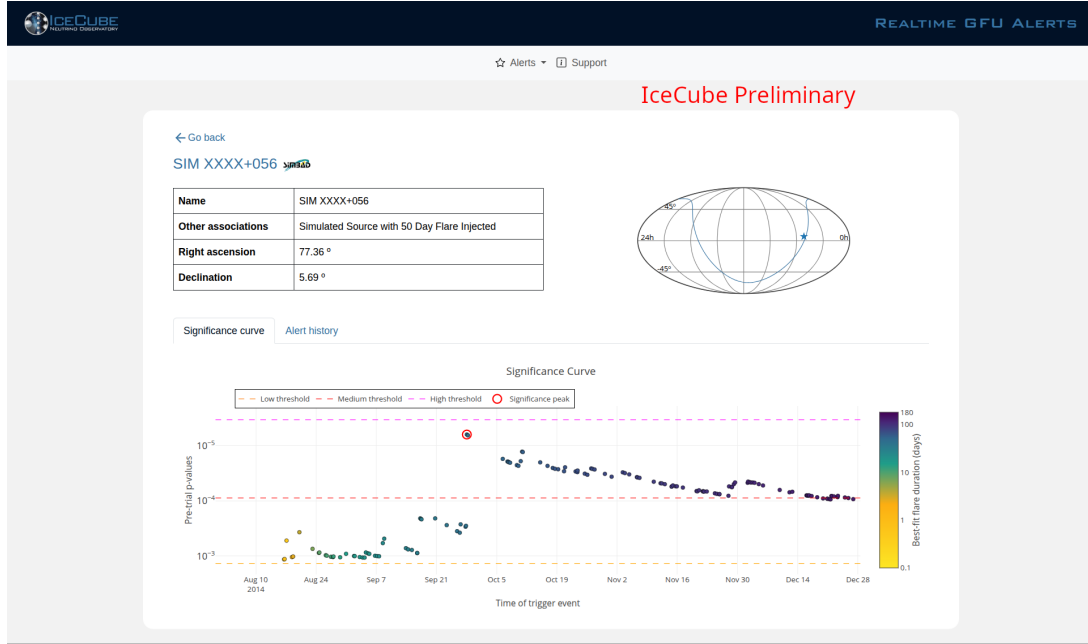 ICECUBE
NEUTRINO OBSERVATORY
REALTIME GFU ALERTS
Alerts
Support
IceCube Preliminary
Go back
SIM XXXX+056 SIMBAD
Name SIM XXXX+056
Other associations Simulated Source with 50 Day Flare Injected
Right ascension 77.36 º
Declination 5.69 º
45°
24h
0h
-45°
Significance curve
Alert history
Significance Curve
Low threshold
Medium threshold
High threshold
Significance peak
Pre-trial p-values
10⁻⁵
10⁻⁴
10⁻³
Aug 10
2014
Aug 24
Sep 7
Sep 21
Oct 5
Oct 19
Nov 2
Nov 16
Nov 30
Dec 14
Dec 28
Time of trigger event
180
100
10
1
0.1
Best-fit flare duration (days)